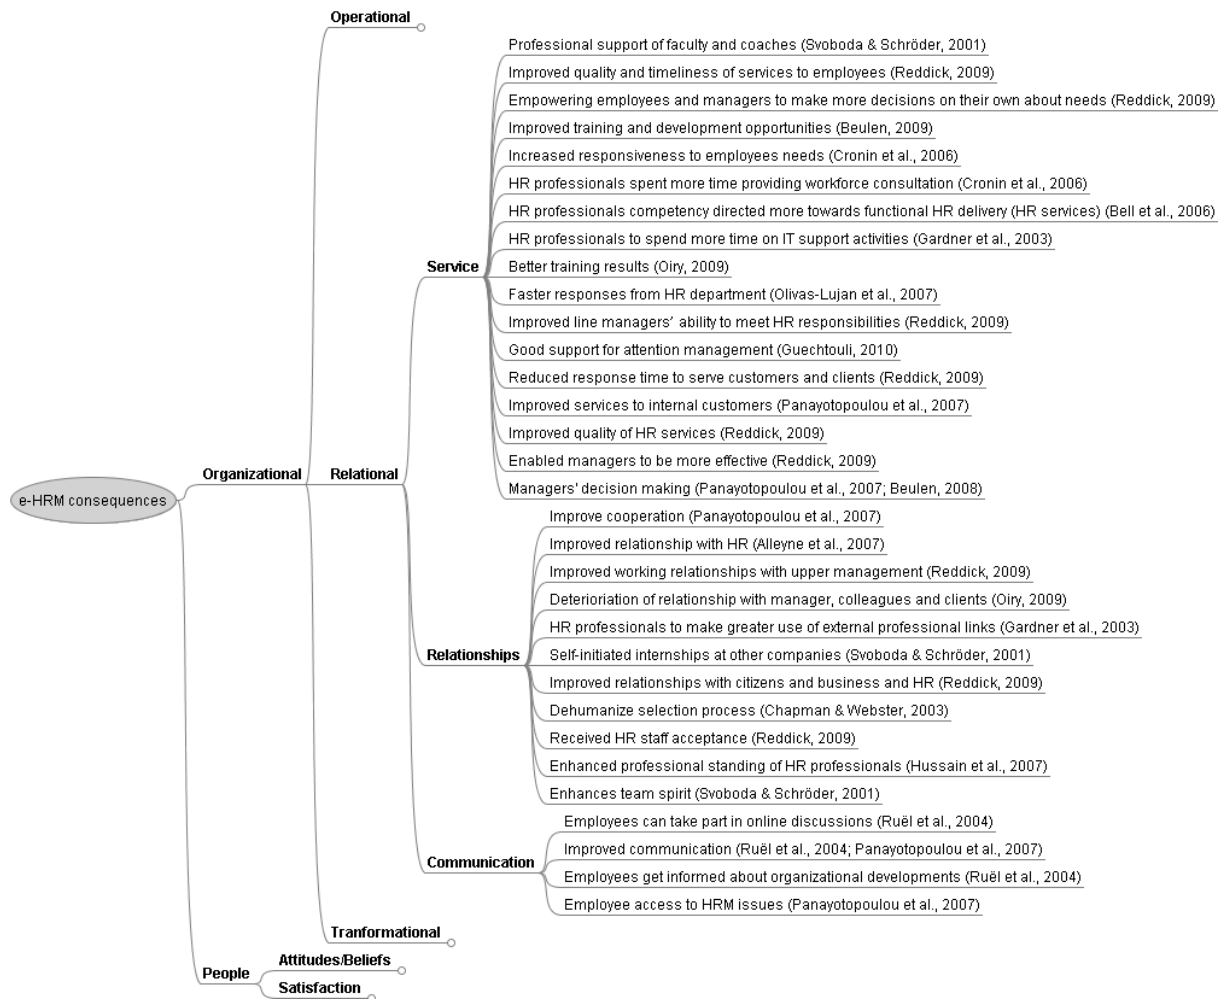 Operational
Professional support of faculty and coaches (Svoboda & Schröder, 2001)
Improved quality and timeliness of services to employees (Reddick, 2009)
Empowering employees and managers to make more decisions on their own about needs (Reddick, 2009)
Improved training and development opportunities (Beulen, 2009)
Increased responsiveness to employees needs (Cronin et al., 2006)
HR professionals spent more time providing workforce consultation (Cronin et al., 2006)
HR professionals competency directed more towards functional HR delivery (HR services) (Bell et al., 2006)
HR professionals to spend more time on IT support activities (Gardner et al., 2003)
Service
Better training results (Oiry, 2009)
Faster responses from HR department (Olivas-Lujan et al., 2007)
Improved line managers’ ability to meet HR responsibilities (Reddick, 2009)
Good support for attention management (Guechtouli, 2010)
Reduced response time to serve customers and clients (Reddick, 2009)
Improved services to internal customers (Panayotopoulou et al., 2007)
Improved quality of HR services (Reddick, 2009)
Enabled managers to be more effective (Reddick, 2009)
Managers' decision making (Panayotopoulou et al., 2007; Beulen, 2008)
e-HRM consequences
Organizational
Relational
Improve cooperation (Panayotopoulou et al., 2007)
Improved relationship with HR (Alleyne et al., 2007)
Improved working relationships with upper management (Reddick, 2009)
Deterioriation of relationship with manager, colleagues and clients (Oiry, 2009)
HR professionals to make greater use of external professional links (Gardner et al., 2003)
Relationships
Self-initiated internships at other companies (Svoboda & Schröder, 2001)
Improved relationships with citizens and business and HR (Reddick, 2009)
Dehumanize selection process (Chapman & Webster, 2003)
Received HR staff acceptance (Reddick, 2009)
Enhanced professional standing of HR professionals (Hussain et al., 2007)
Enhances team spirit (Svoboda & Schröder, 2001)
Employees can take part in online discussions (Ruël et al., 2004)
Improved communication (Ruël et al., 2004; Panayotopoulou et al., 2007)
Communication
Employees get informed about organizational developments (Ruël et al., 2004)
Employee access to HRM issues (Panayotopoulou et al., 2007)
Tranformational
People
Attitudes/Beliefs
Satisfaction